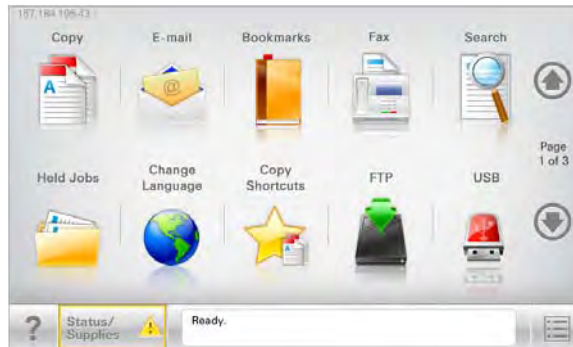 157.184.196.43
Copy
E-mail
Bookmarks
Fax
Search
A
@
Page
1 of 3
Held Jobs
Change
Language
Copy
Shortcuts
FTP
USB
?
Status/
Supplies
!
Ready.